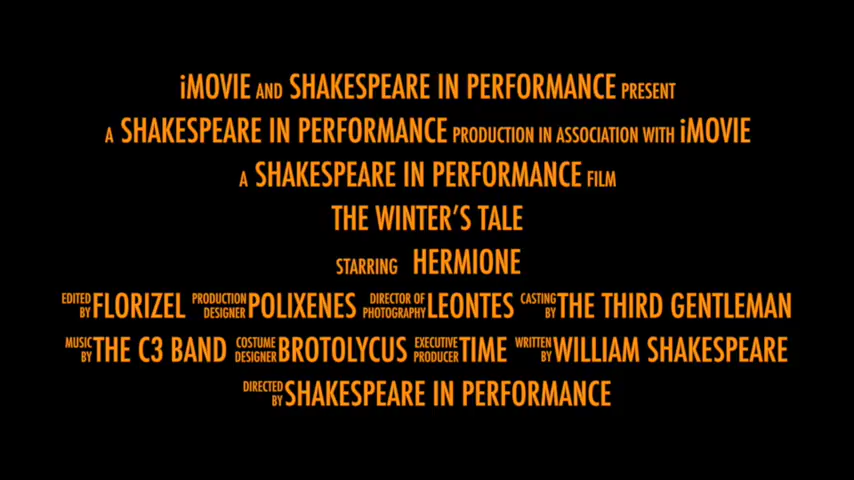 iMOVIE AND SHAKESPEARE IN PERFORMANCE PRESENT
A SHAKESPEARE IN PERFORMANCE PRODUCTION IN ASSOCIATION WITH iMOVIE
A SHAKESPEARE IN PERFORMANCE FILM
THE WINTER'S TALE
STARRING HERMIONE
EDITED BY FLORIZEL PRODUCTION DESIGNER POLIXENES DIRECTOR OF PHOTOGRAPHY LEONTES CASTING BY THE THIRD GENTLEMAN
MUSIC BY THE C3 BAND COSTUME DESIGNER BROTOLYCUS EXECUTIVE PRODUCER TIME WRITTEN BY WILLIAM SHAKESPEARE
DIRECTED BY SHAKESPEARE IN PERFORMANCE